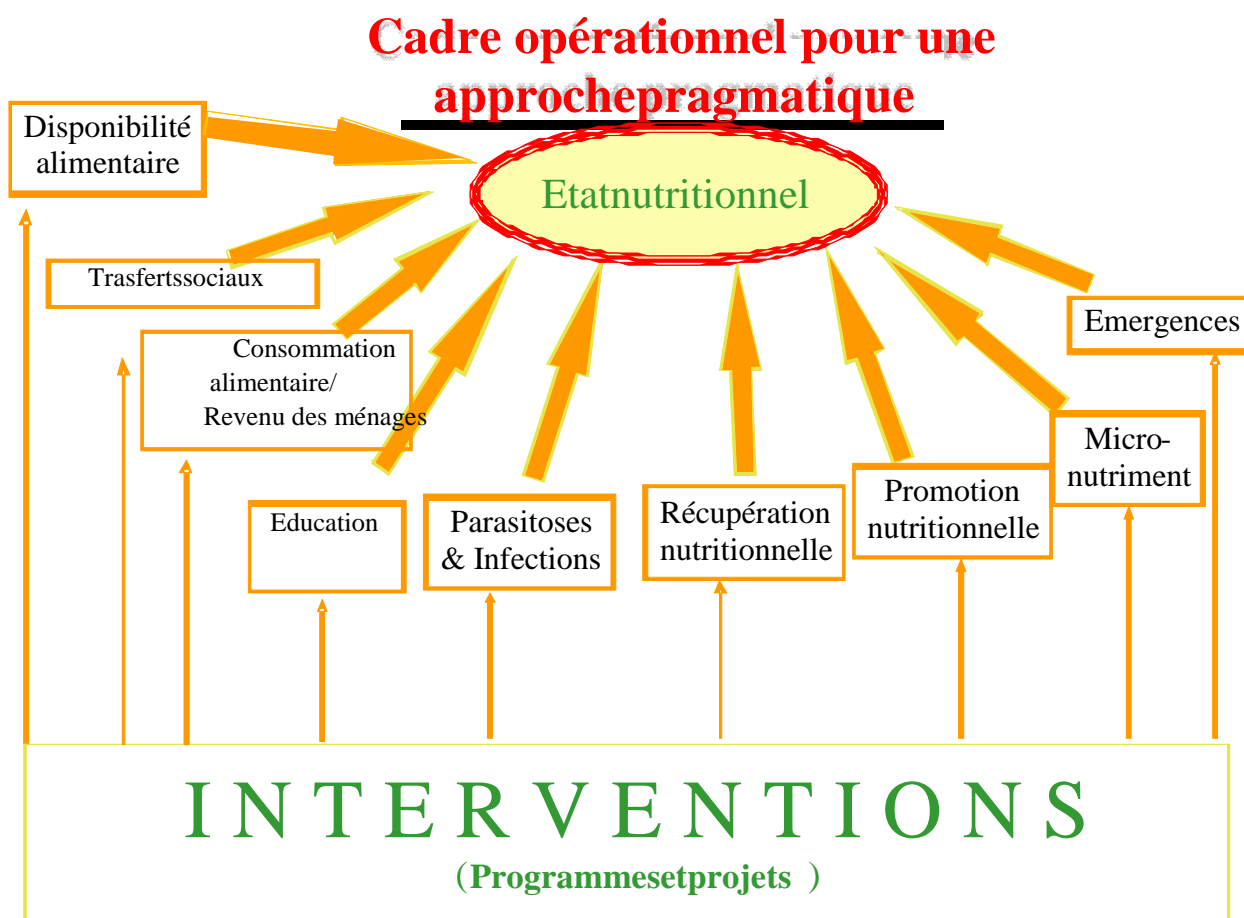 Cadre opérationnel pour une
approchepragmatique
Disponibilité
alimentaire
Etatnutritionnel
Trasfertssociaux
Emergences
Consommation
alimentaire/
Revenu des ménages
Micro-
nutriment
Education
Parasitoses
& Infections
Récupération
nutritionnelle
Promotion
nutritionnelle
I N T E R V E N T I O N S
(Programmesetprojets )